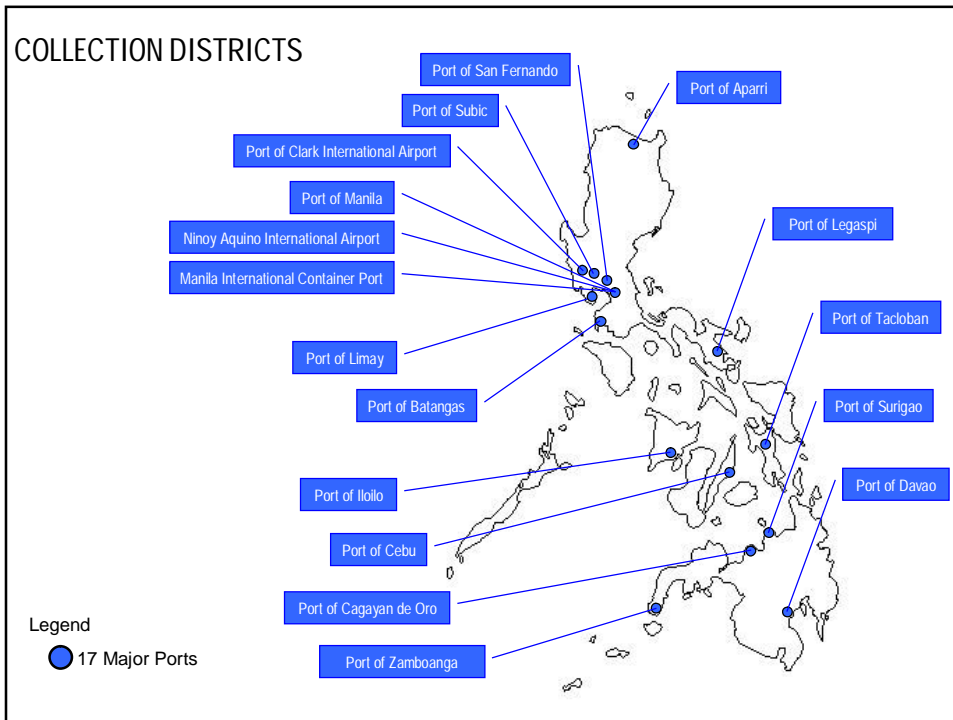 COLLECTION DISTRICTS
Port of San Fernando
Port of Aparri
Port of Subic
Port of Clark International Airport
Port of Manila
Port of Legaspi
Ninoy Aquino International Airport
Manila International Container Port
Port of Tacloban
Port of Limay
Port of Batangas
Port of Surigao
Port of Iloilo
Port of Davao
Port of Cebu
Port of Cagayan de Oro
Port of Zamboanga
Legend
17 Major Ports